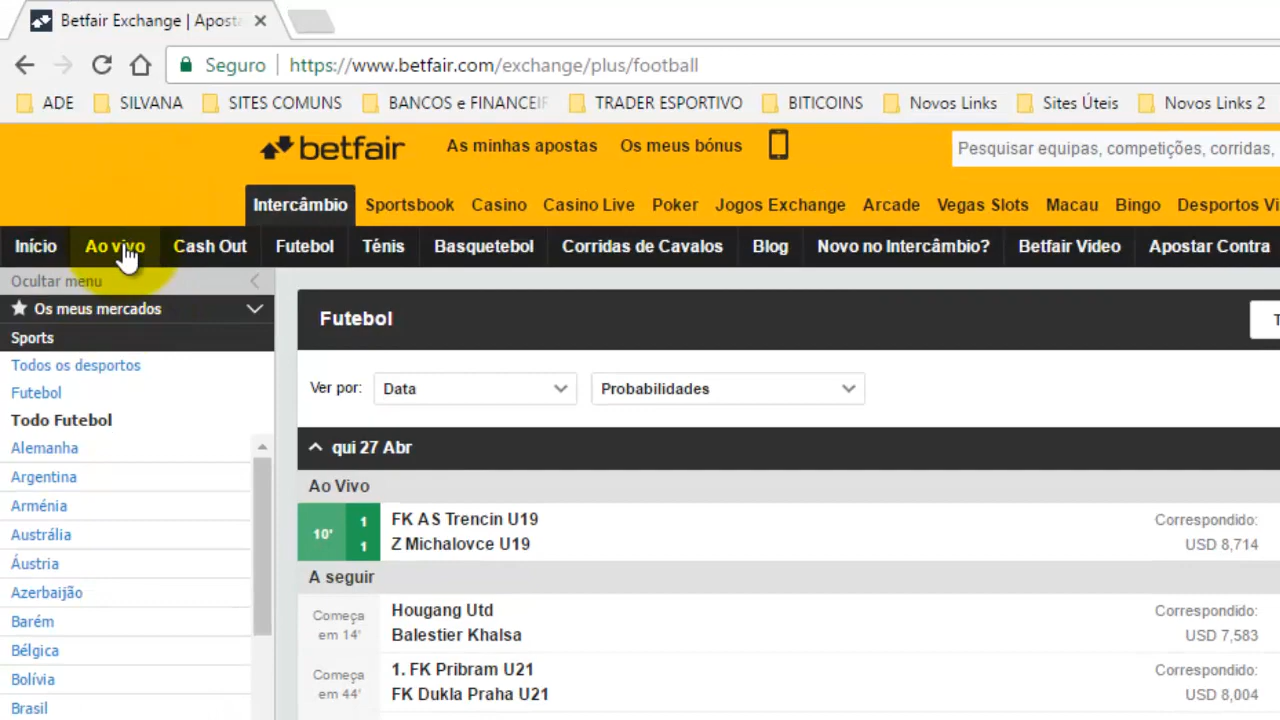 Betfair Exchange | Aposta
Seguro
https://www.betfair.com/exchange/plus/football
ADE
SILVANA
SITES COMUNS
BANCOS e FINANCEIR
TRADER ESPORTIVO
BITICOINS
Novos Links
Sites Úteis
Novos Links 2
betfair
As minhas apostas
Os meus bónus
Pesquisar equipas, competições, corridas,
Intercâmbio
Sportsbook
Casino
Casino Live
Poker
Jogos Exchange
Arcade
Vegas Slots
Macau
Bingo
Desportos Vi
Início
Ao vivo
Cash Out
Futebol
Ténis
Basquetebol
Corridas de Cavalos
Blog
Novo no Intercâmbio?
Betfair Video
Apostar Contra
Ocultar menu
Os meus mercados
Sports
Todos os desportos
Futebol
Todo Futebol
Alemanha
Argentina
Arménia
Austrália
Áustria
Azerbaijão
Barém
Bélgica
Bolívia
Brasil
Futebol
T
Ver por:
Data
Probabilidades
qui 27 Abr
Ao Vivo
10'
1
1
FK AS Trencin U19
Z Michalovce U19
Correspondido:
USD 8,714
A seguir
Começa
em 14'
Hougang Utd
Balestier Khalsa
Correspondido:
USD 7,583
Começa
em 44'
1. FK Pribram U21
FK Dukla Praha U21
Correspondido:
USD 8,004